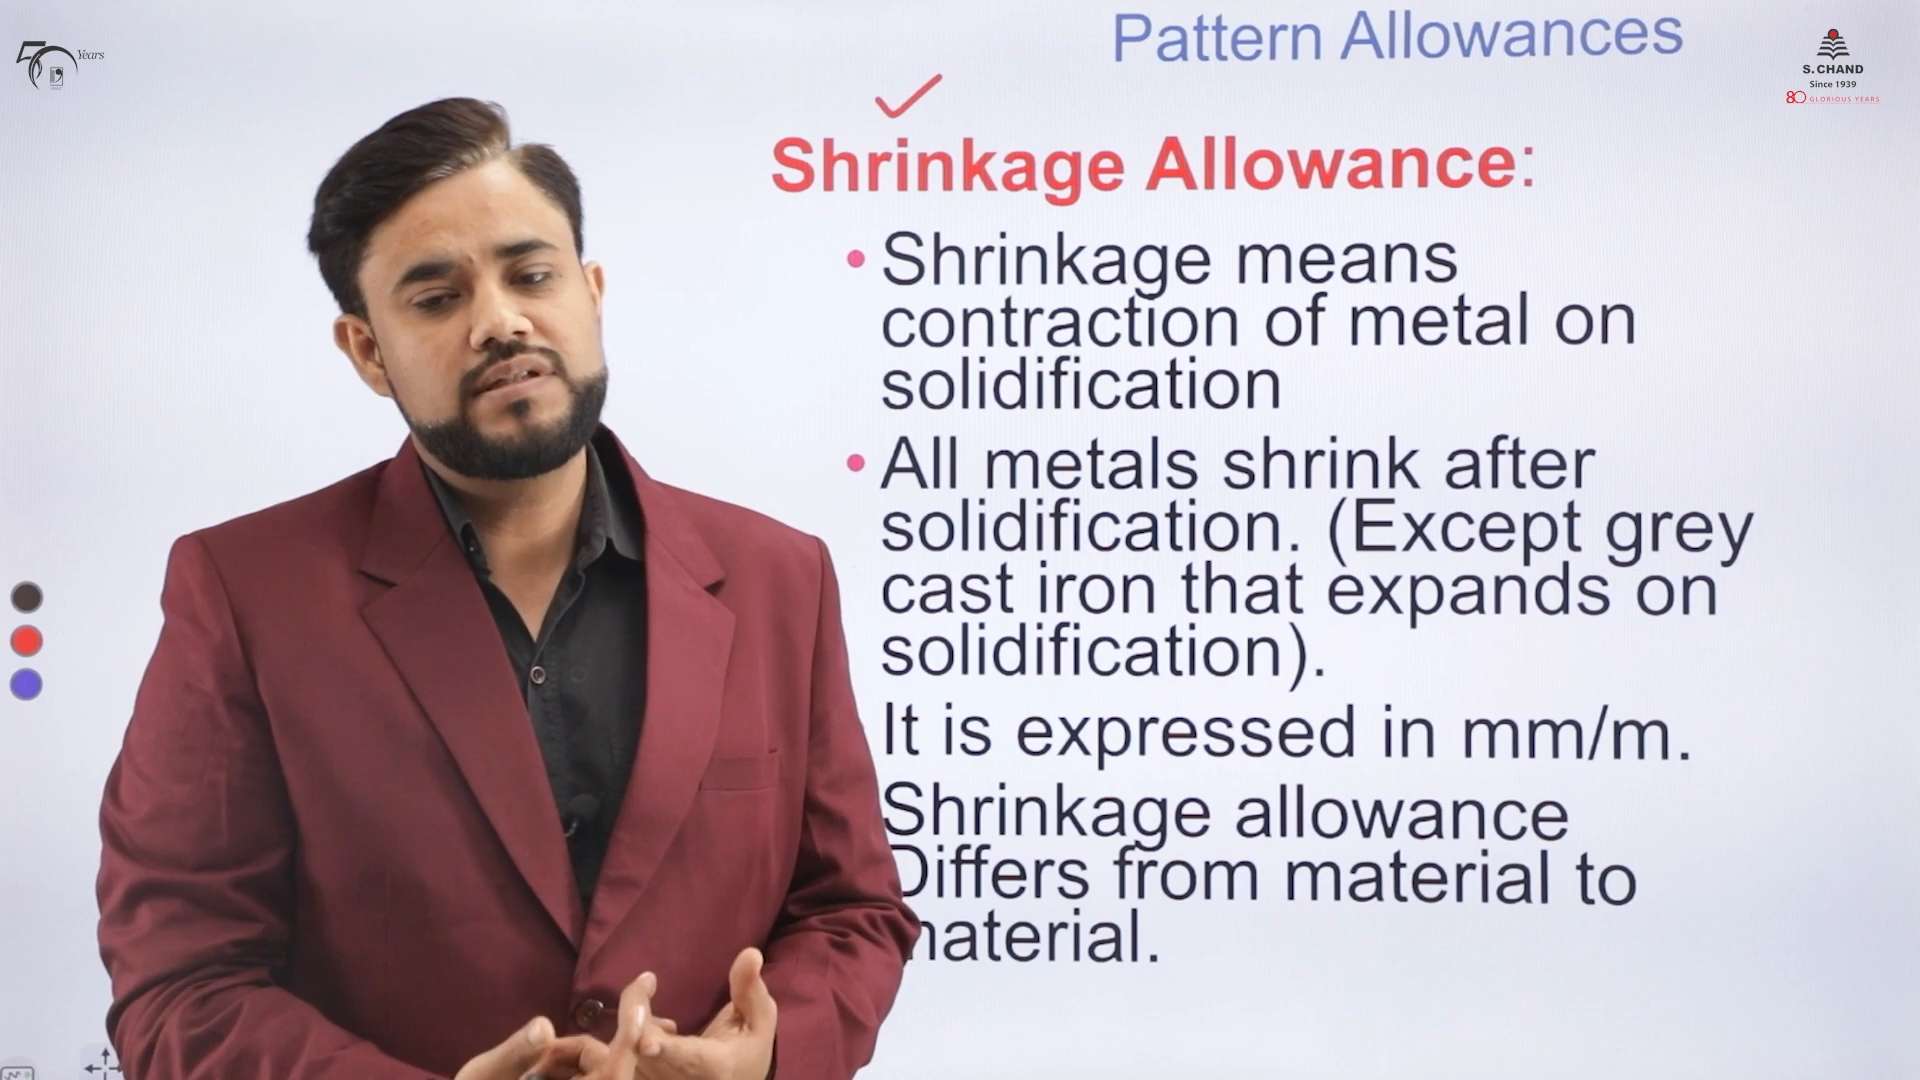 Pattern Allowances
50 Years
S. CHAND
Since 1939
80 GLORIOUS YEARS
Shrinkage Allowance:
• Shrinkage means
contraction of metal on
solidification
• All metals shrink after
solidification. (Except grey
cast iron that expands on
solidification).
It is expressed in mm/m.
Shrinkage allowance
Differs from material to
material.